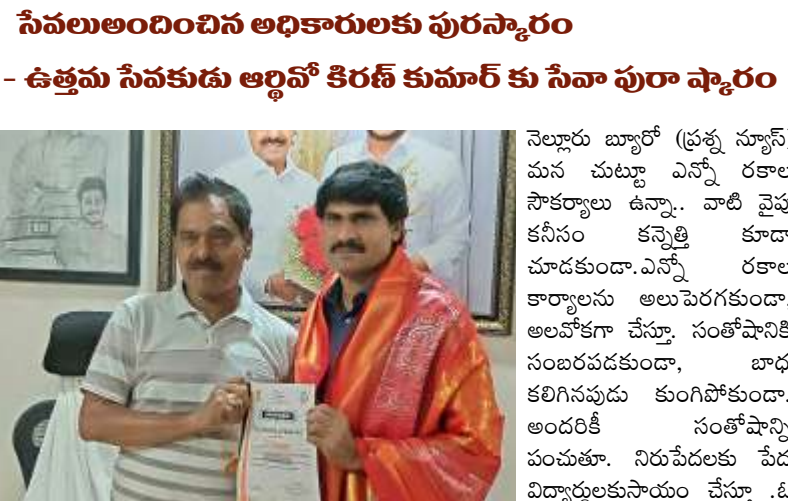 సేవలుఅందించిన అధికారులకు పురస్కారం
- ఉత్తమ సేవకుడు ఆర్థివో కిరణ్ కుమార్ కు సేవా పురా ష్కారం
నెల్లూరు బ్యూరో (ప్రశ్న న్యూస్)
మన చుట్టూ ఎన్నో రకాల
సౌకర్యాలు ఉన్నా.. వాటి వైపు
కనీసం కన్నెత్తి కూడా
చూడకుండా.ఎన్నో రకాల
కార్యాలను అలుపెరగకుండా,
అలవోకగా చేస్తూ. సంతోషానికి
సంబరపడకుండా, బాధ
కలిగినపుడు కుంగిపోకుండా.
అందరికీ సంతోషాన్ని
పంచుతూ. నిరుపేదలకు పేద
విద్యార్థులకుసాయం చేస్తూ